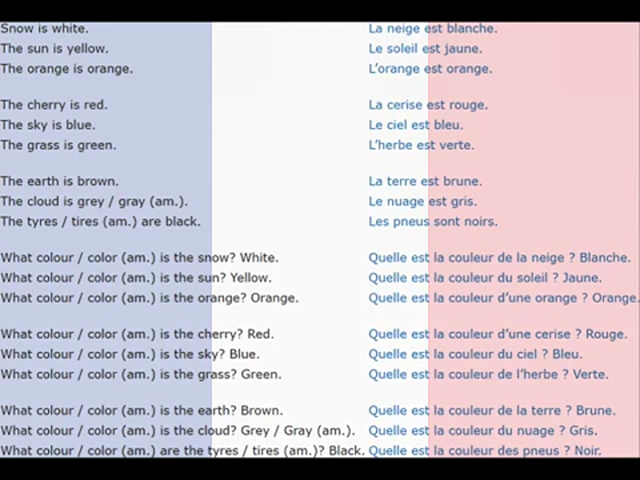 Snow is white. La neige est blanche.
The sun is yellow. Le soleil est jaune.
The orange is orange. L'orange est orange.
The cherry is red. La cerise est rouge.
The sky is blue. Le ciel est bleu.
The grass is green. L'herbe est verte.
The earth is brown. La terre est brune.
The cloud is grey / gray (am.). Le nuage est gris.
The tyres / tires (am.) are black. Les pneus sont noirs.
What colour / color (am.) is the snow? White. Quelle est la couleur de la neige ? Blanche.
What colour / color (am.) is the sun? Yellow. Quelle est la couleur du soleil ? Jaune.
What colour / color (am.) is the orange? Orange. Quelle est la couleur d'une orange ? Orange.
What colour / color (am.) is the cherry? Red. Quelle est la couleur d'une cerise ? Rouge.
What colour / color (am.) is the sky? Blue. Quelle est la couleur du ciel ? Bleu.
What colour / color (am.) is the grass? Green. Quelle est la couleur de l'herbe ? Verte.
What colour / color (am.) is the earth? Brown. Quelle est la couleur de la terre ? Brune.
What colour / color (am.) is the cloud? Grey / Gray (am.). Quelle est la couleur du nuage ? Gris.
What colour / color (am.) are the tyres / tires (am.)? Black. Quelle est la couleur des pneus ? Noir.